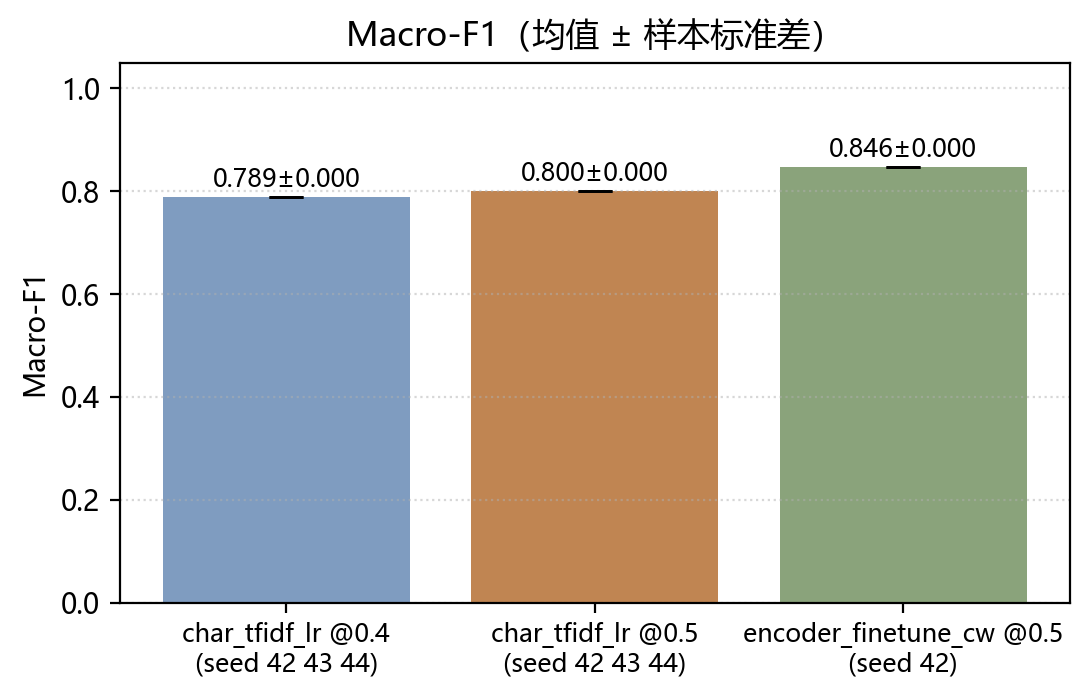 Macro-F1（均值 ± 样本标准差）
1.0
0.8
0.6
0.4
0.2
0.0
Macro-F1
0.789±0.000
0.800±0.000
0.846±0.000
char_tfidf_lr @0.4
(seed 42 43 44)
char_tfidf_lr @0.5
(seed 42 43 44)
encoder_finetune_cw @0.5
(seed 42)